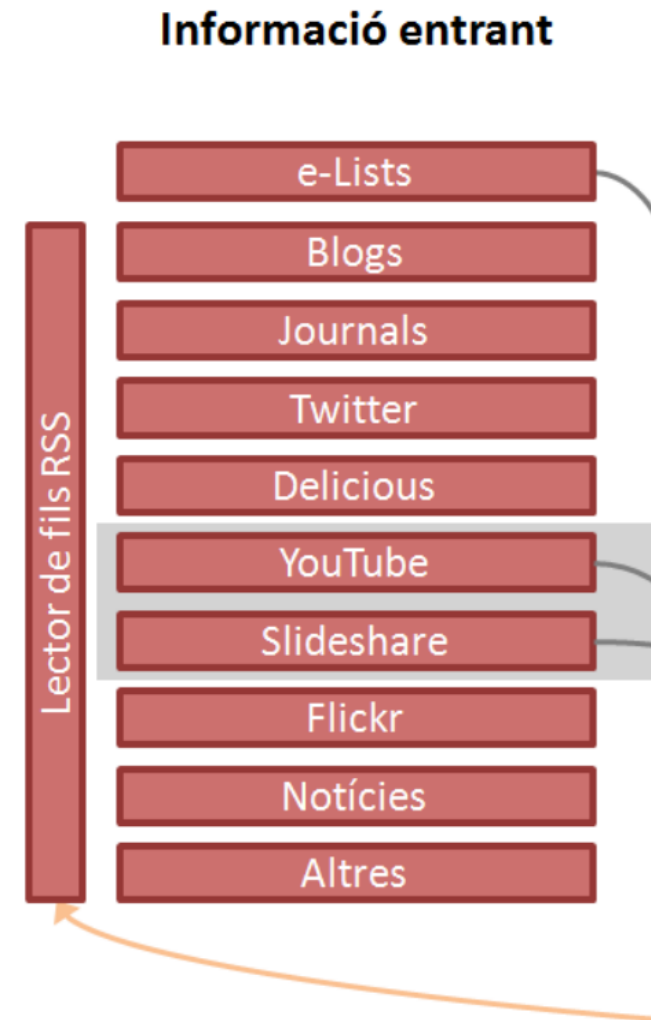 Informació entrant
e-Lists
Blogs
Journals
Twitter
Delicious
YouTube
Slideshare
Flickr
Notícies
Altres
Lector de fils RSS